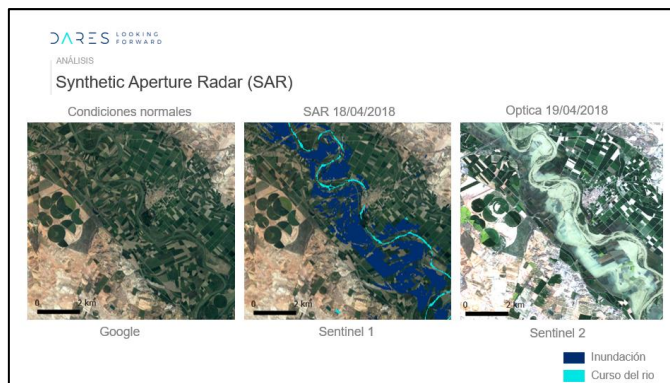 DARES LOOKING FORWARD
ANÁLISIS
Synthetic Aperture Radar (SAR)
Condiciones normales
SAR 18/04/2018
Optica 19/04/2018
0 2 km
0 2 km
0 2 km
Google
Sentinel 1
Sentinel 2
Inundación
Curso del rio